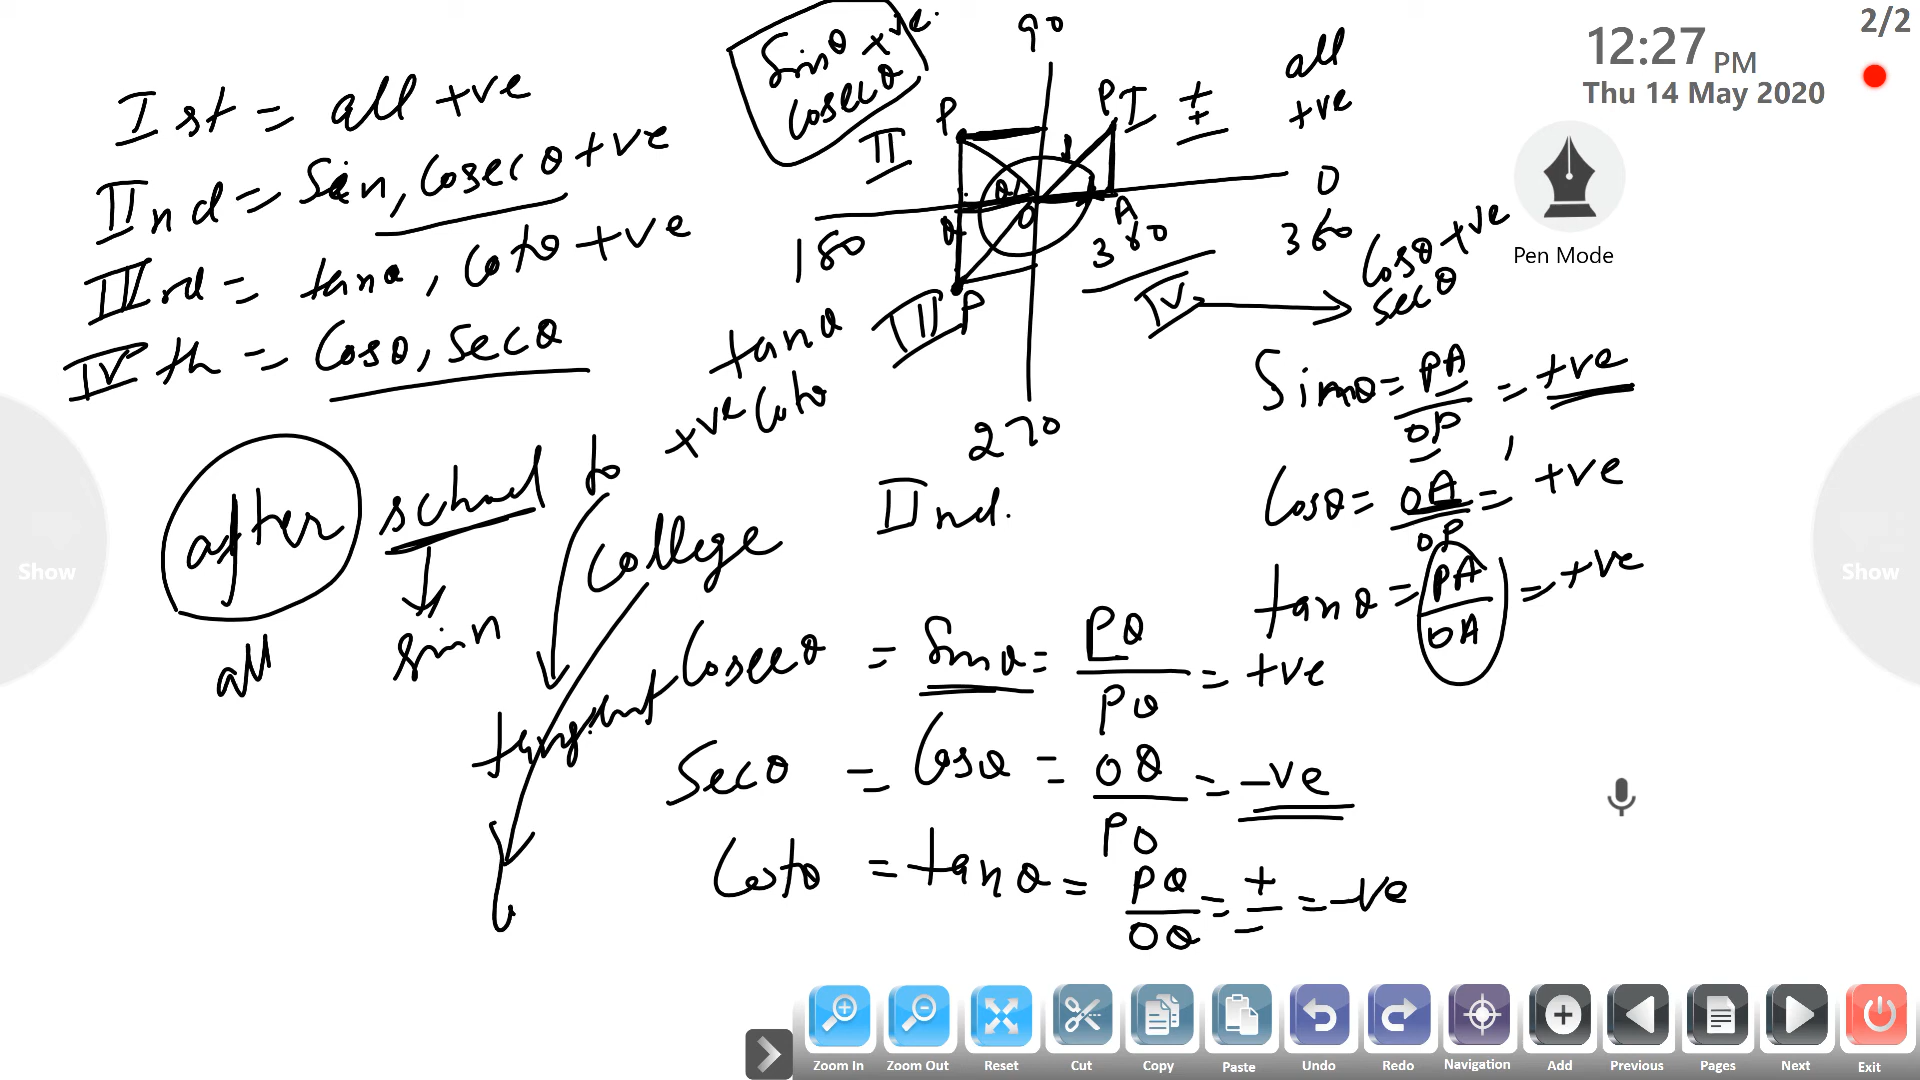 Ist = all +ve
IInd = Sin, Cosecθ +ve
IIIrd = tanθ, Cotθ +ve
IVth = Cosθ, Secθ
Sinθ +ve.
Cosecθ
90
all
+ve
P
P
I
+
+
II
0
360
180
θ
O
A
Q
360
III
P
IV
Cosθ +ve
Secθ
tanθ
+ve Cotθ
270
after school to
College
all
sin
tangent
IInd.
Sinθ = PA/OP = +ve
Cosθ = OA/OP = +ve
tanθ = PA/OA = +ve
Cosecθ = Sinθ = PQ/PO = +ve
Secθ = Cosθ = OQ/PO = -ve
Cotθ = tanθ = PQ/OQ = +/- = -ve
2/2
12:27 PM
Thu 14 May 2020
Pen Mode
Show
Show
Zoom In
Zoom Out
Reset
Cut
Copy
Paste
Undo
Redo
Navigation
Add
Previous
Pages
Next
Exit